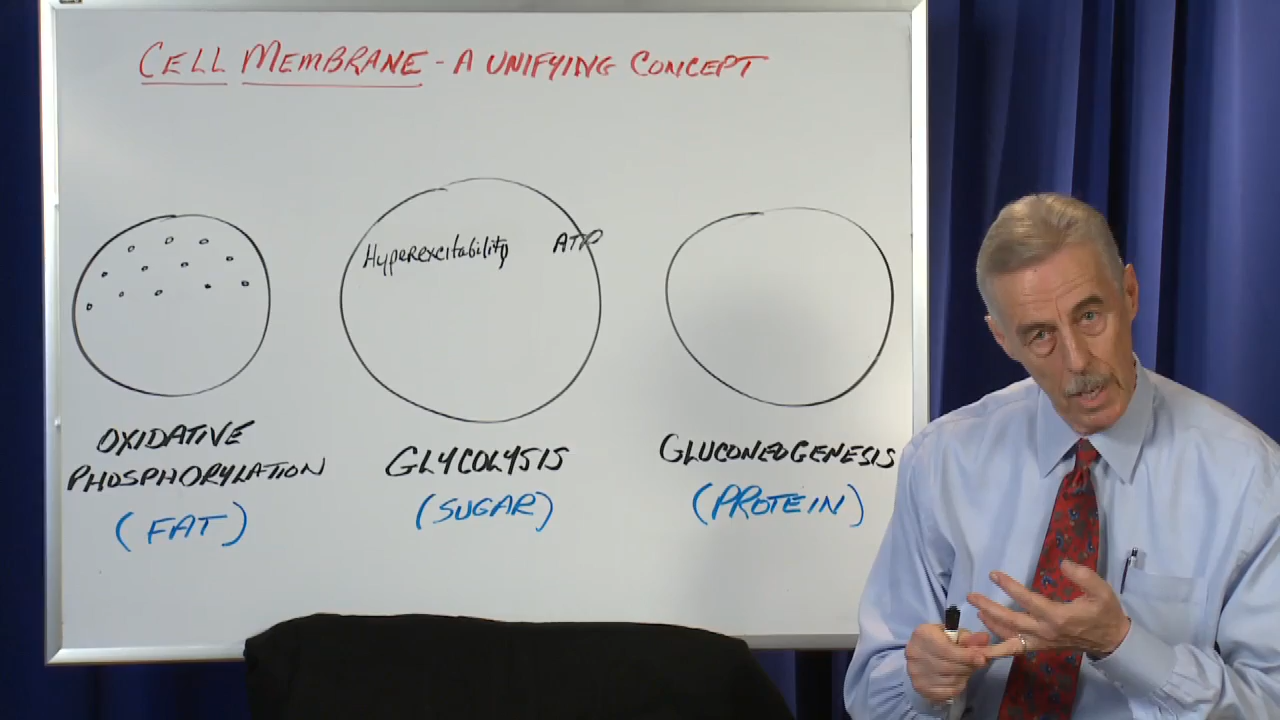 CELL MEMBRANE - A UNIFYING CONCEPT
Hyperexcitability ATP
OXIDATIVE
PHOSPHORYLATION
(FAT)
GLYCOLYSIS
(SUGAR)
GLUCONEOGENESIS
(PROTEIN)